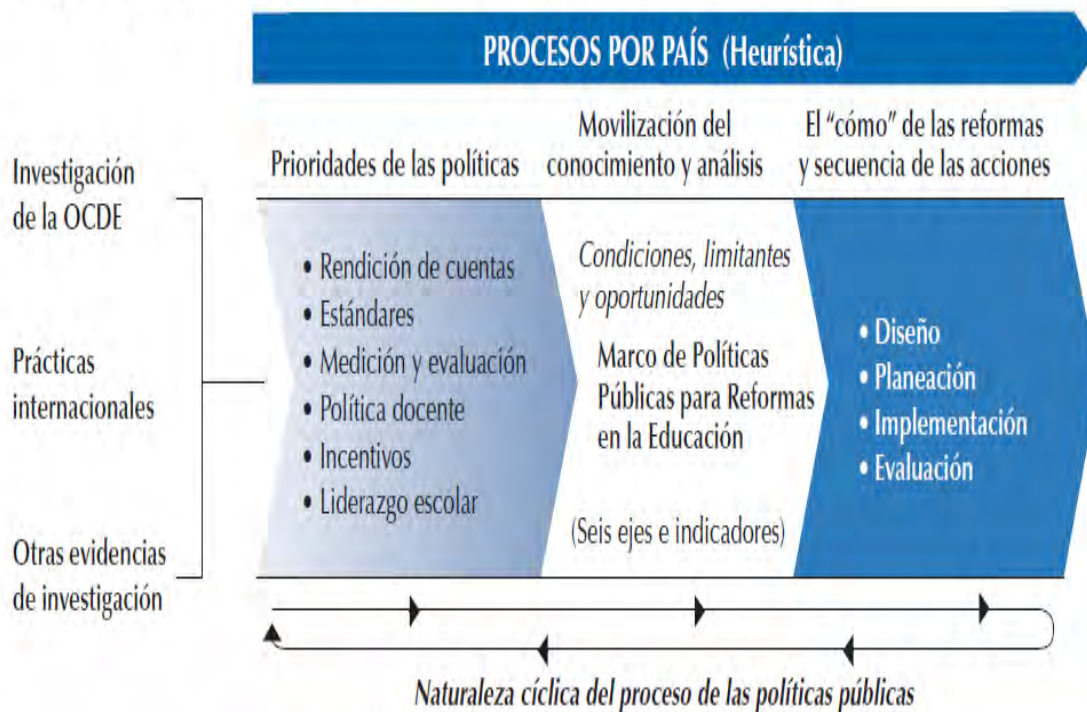 PROCESOS POR PAÍS (Heurística)
Investigación
de la OCDE
Prácticas
internacionales
Otras evidencias
de investigación
Prioridades de las políticas
• Rendición de cuentas
• Estándares
• Medición y evaluación
• Política docente
• Incentivos
• Liderazgo escolar
Movilización del
conocimiento y análisis
Condiciones, limitantes
y oportunidades
Marco de Políticas
Públicas para Reformas
en la Educación
(Seis ejes e indicadores)
El “cómo” de las reformas
y secuencia de las acciones
• Diseño
• Planeación
• Implementación
• Evaluación
Naturaleza cíclica del proceso de las políticas públicas